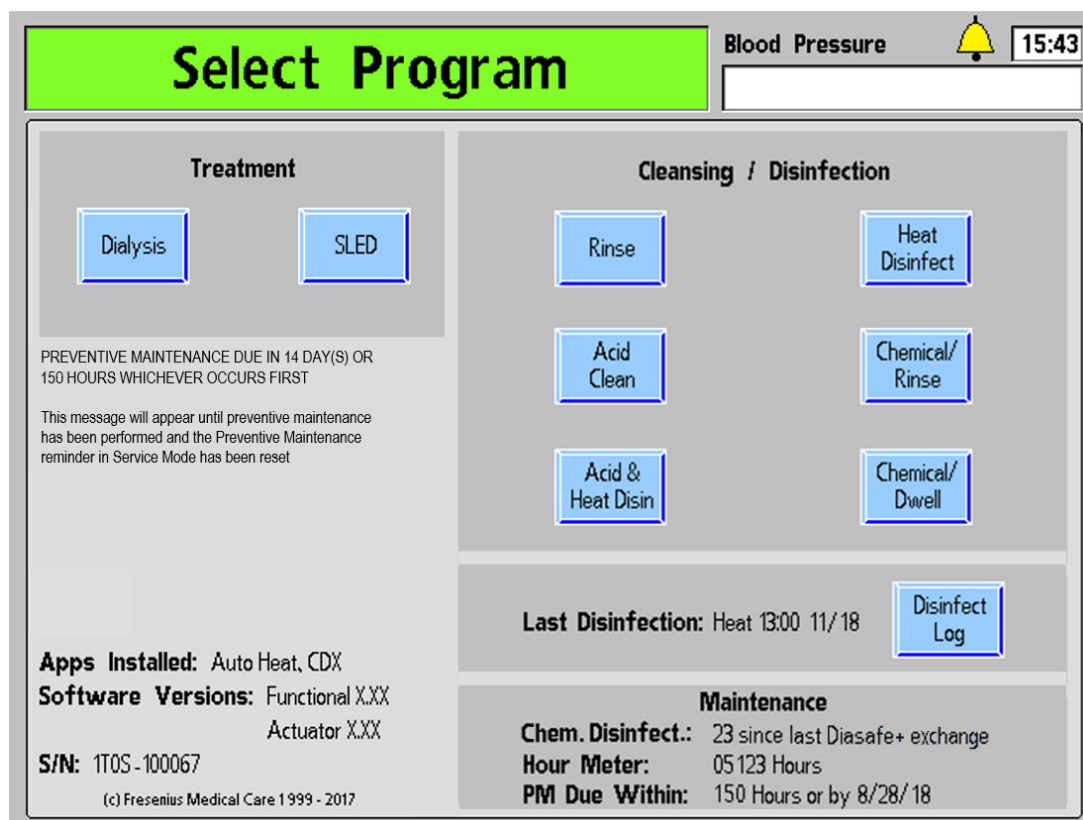 Select Program
Blood Pressure
15:43
Treatment
Dialysis
SLED
PREVENTIVE MAINTENANCE DUE IN 14 DAY(S) OR
150 HOURS WHICHEVER OCCURS FIRST
This message will appear until preventive maintenance
has been performed and the Preventive Maintenance
reminder in Service Mode has been reset
Apps Installed: Auto Heat, CDX
Software Versions: Functional X.XX
Actuator X.XX
S/N: 1T0S-100067
(c) Fresenius Medical Care 1999 - 2017
Cleansing / Disinfection
Rinse
Heat
Disinfect
Acid
Clean
Chemical/
Rinse
Acid &
Heat Disin
Chemical/
Dwell
Last Disinfection: Heat 13:00 11/18
Disinfect
Log
Maintenance
Chem. Disinfect.: 23 since last Diasafe+ exchange
Hour Meter: 05123 Hours
PM Due Within: 150 Hours or by 8/28/18